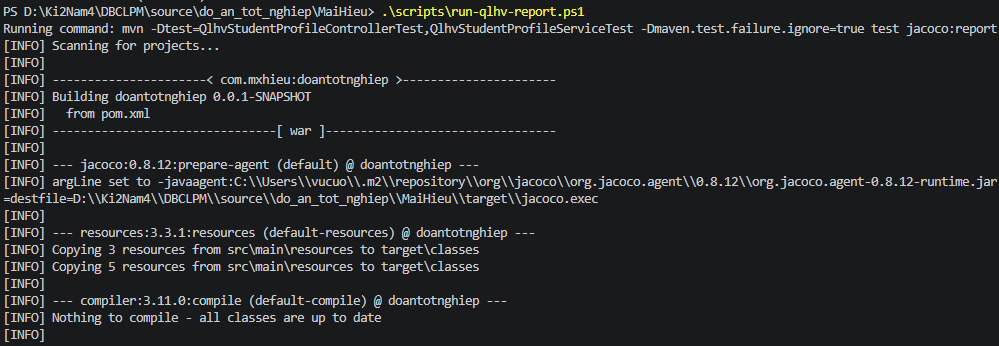 PS D:\Ki2Nam4\DBCLPM\source\do_an_tot_nghiep\MaiHieu> .\scripts\run-qlhv-report.ps1
Running command: mvn -Dtest=QlhvStudentProfileControllerTest,QlhvStudentProfileServiceTest -Dmaven.test.failure.ignore=true test jacoco:report
[INFO] Scanning for projects...
[INFO]
[INFO] ----------------------< com.mxhieu:doantotnghiep >----------------------
[INFO] Building doantotnghiep 0.0.1-SNAPSHOT
[INFO]   from pom.xml
[INFO] --------------------------------[ war ]---------------------------------
[INFO]
[INFO] --- jacoco:0.8.12:prepare-agent (default) @ doantotnghiep ---
[INFO] argLine set to -javaagent:C:\\Users\\vucuo\\.m2\\repository\\org\\jacoco\\org.jacoco.agent\\0.8.12\\org.jacoco.agent-0.8.12-runtime.jar
=destfile=D:\\Ki2Nam4\\DBCLPM\\source\\do_an_tot_nghiep\\MaiHieu\\target\\jacoco.exec
[INFO]
[INFO] --- resources:3.3.1:resources (default-resources) @ doantotnghiep ---
[INFO] Copying 3 resources from src\main\resources to target\classes
[INFO] Copying 5 resources from src\main\resources to target\classes
[INFO]
[INFO] --- compiler:3.11.0:compile (default-compile) @ doantotnghiep ---
[INFO] Nothing to compile - all classes are up to date
[INFO]